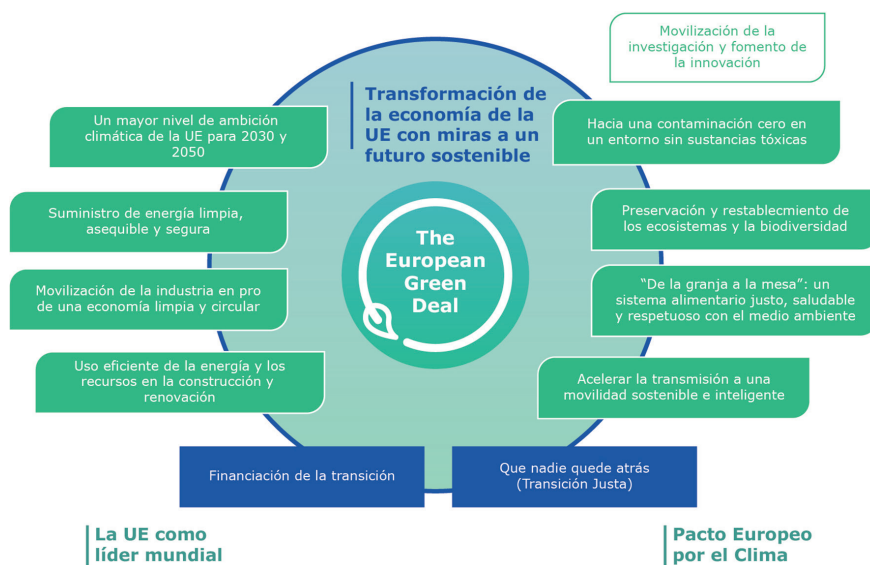 Movilización de la
investigación y fomento de
la innovación
Transformación de
la economía de la
UE con miras a un
futuro sostenible
Un mayor nivel de ambición
climática de la UE para 2030 y
2050
Hacia una contaminación cero en
un entorno sin sustancias tóxicas
Suministro de energía limpia,
asequible y segura
Preservación y restablecmiento de
los ecosistemas y la biodiversidad
The
European
Green
Deal
Movilización de la industria en pro
de una economía limpia y circular
“De la granja a la mesa”: un
sistema alimentario justo, saludable
y respetuoso con el medio ambiente
Uso eficiente de la energía y los
recursos en la construcción y
renovación
Acelerar la transmisión a una
movilidad sostenible e inteligente
Financiación de la transición
Que nadie quede atrás
(Transición Justa)
La UE como
líder mundial
Pacto Europeo
por el Clima